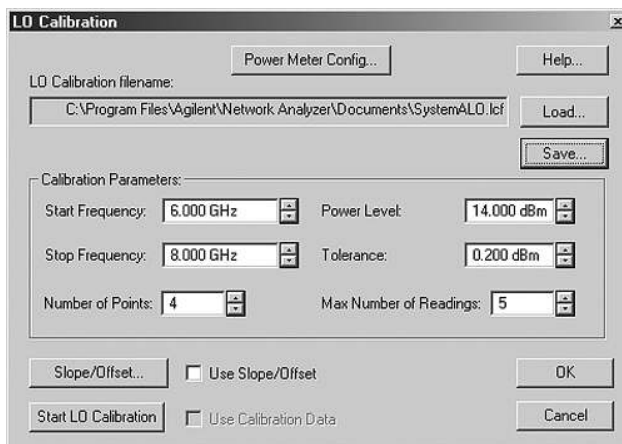 LO Calibration
Power Meter Config...
Help...
LO Calibration filename:
C:\Program Files\Agilent\Network Analyzer\Documents\SystemALO.lcf
Load...
Save...
Calibration Parameters:
Start Frequency: 6.000 GHz Power Level: 14.000 dBm
Stop Frequency: 8.000 GHz Tolerance: 0.200 dBm
Number of Points: 4 Max Number of Readings: 5
Slope/Offset... Use Slope/Offset OK
Start LO Calibration Use Calibration Data Cancel